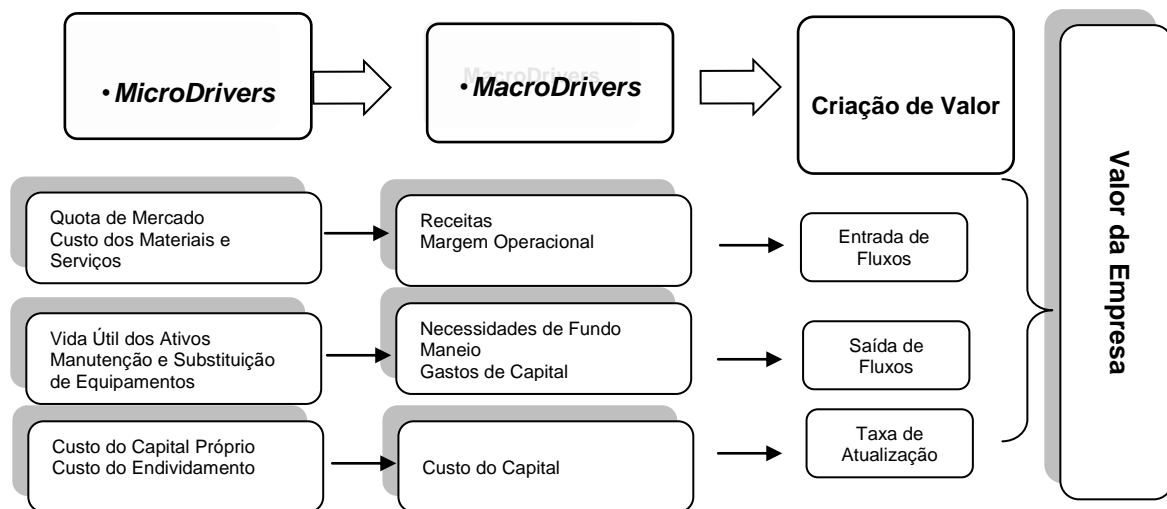 • MicroDrivers
• MacroDrivers
Criação de Valor
Quota de Mercado
Custo dos Materiais e
Serviços
Receitas
Margem Operacional
Entrada de
Fluxos
Vida Útil dos Ativos
Manutenção e Substituição
de Equipamentos
Necessidades de Fundo
Maneio
Gastos de Capital
Saída de
Fluxos
Custo do Capital Próprio
Custo do Endividamento
Custo do Capital
Taxa de
Atualização
Valor da Empresa